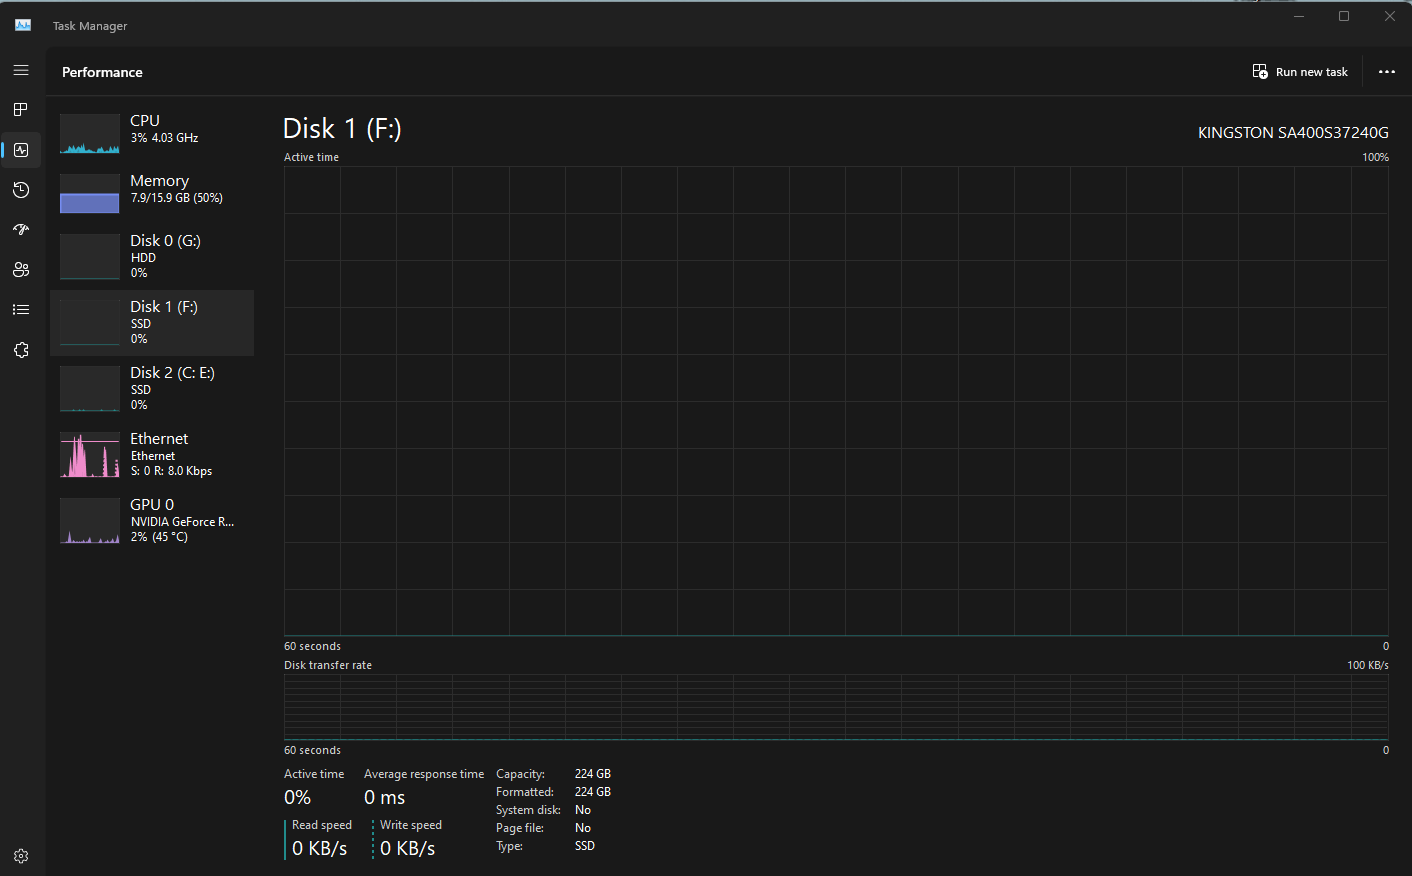 Task Manager
Performance
Run new task
CPU
3% 4.03 GHz
Memory
7.9/15.9 GB (50%)
Disk 0 (G:)
HDD
0%
Disk 1 (F:)
SSD
0%
Disk 2 (C: E:)
SSD
0%
Ethernet
Ethernet
S: 0 R: 8.0 Kbps
GPU 0
NVIDIA GeForce R...
2% (45 °C)
Disk 1 (F:)
KINGSTON SA400S37240G
Active time
100%
60 seconds
0
Disk transfer rate
100 KB/s
60 seconds
0
Active time
0%
Average response time
0 ms
Read speed
0 KB/s
Write speed
0 KB/s
Capacity: 224 GB
Formatted: 224 GB
System disk: No
Page file: No
Type: SSD